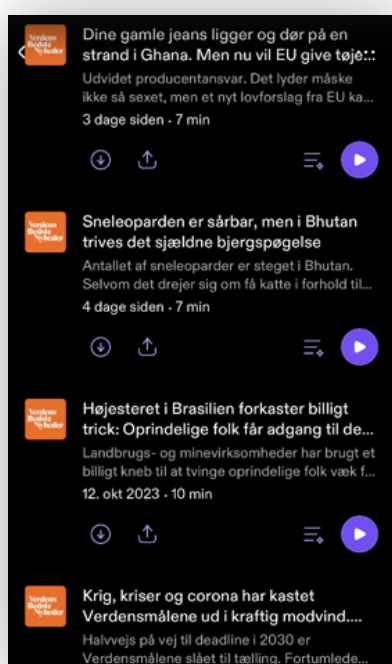 Verdens
Bedste
Nyheder
Dine gamle jeans ligger og dør på en
strand i Ghana. Men nu vil EU give tøje...
Udvidet producentansvar. Det lyder måske
ikke så sexet, men et nyt lovforslag fra EU ka...
3 dage siden · 7 min
Verdens
Bedste
Nyheder
Sneleoparden er sårbar, men i Bhutan
trives det sjældne bjergspøgelse
Antallet af sneleoparder er steget i Bhutan.
Selvom det drejer sig om få katte i forhold til...
4 dage siden · 7 min
Verdens
Bedste
Nyheder
Højesteret i Brasilien forkaster billigt
trick: Oprindelige folk får adgang til de...
Landbrugs- og minevirksomheder har brugt et
billigt kneb til at tvinge oprindelige folk væk f...
12. okt 2023 · 10 min
Verdens
Bedste
Nyheder
Krig, kriser og corona har kastet
Verdensmålene ud i kraftig modvind....
Halvvejs på vej til deadline i 2030 er
Verdensmålene slået til tælling. Fortumlede...